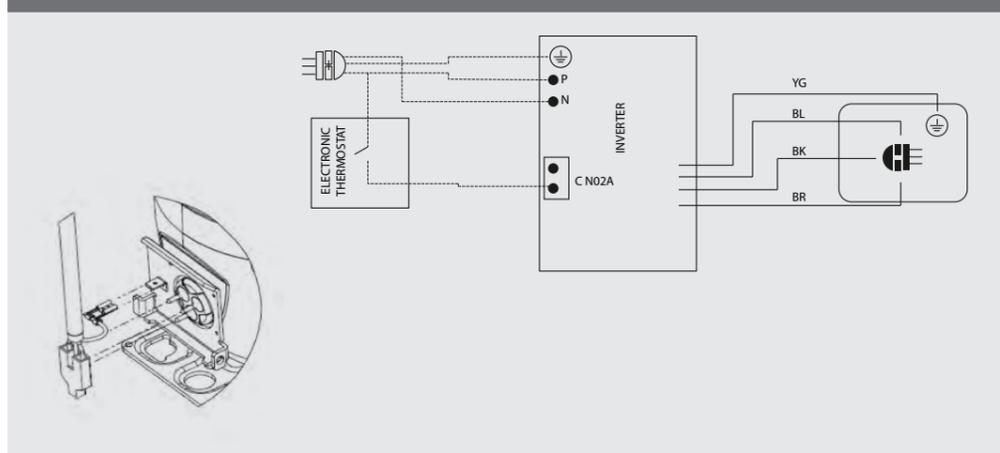 P
N
ELECTRONIC
THERMOSTAT
INVERTER
C N02A
YG
BL
BK
BR